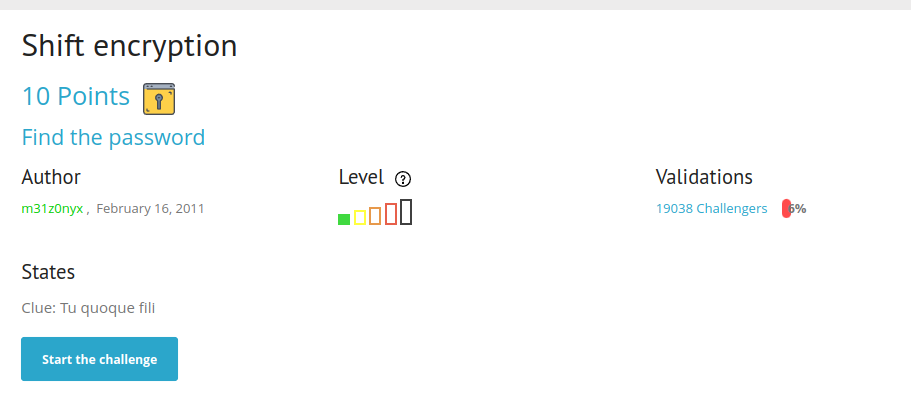 Shift encryption
10 Points
Find the password
Author
Level ?
Validations
m31z0nyx , February 16, 2011
19038 Challengers 6%
States
Clue: Tu quoque fili
Start the challenge